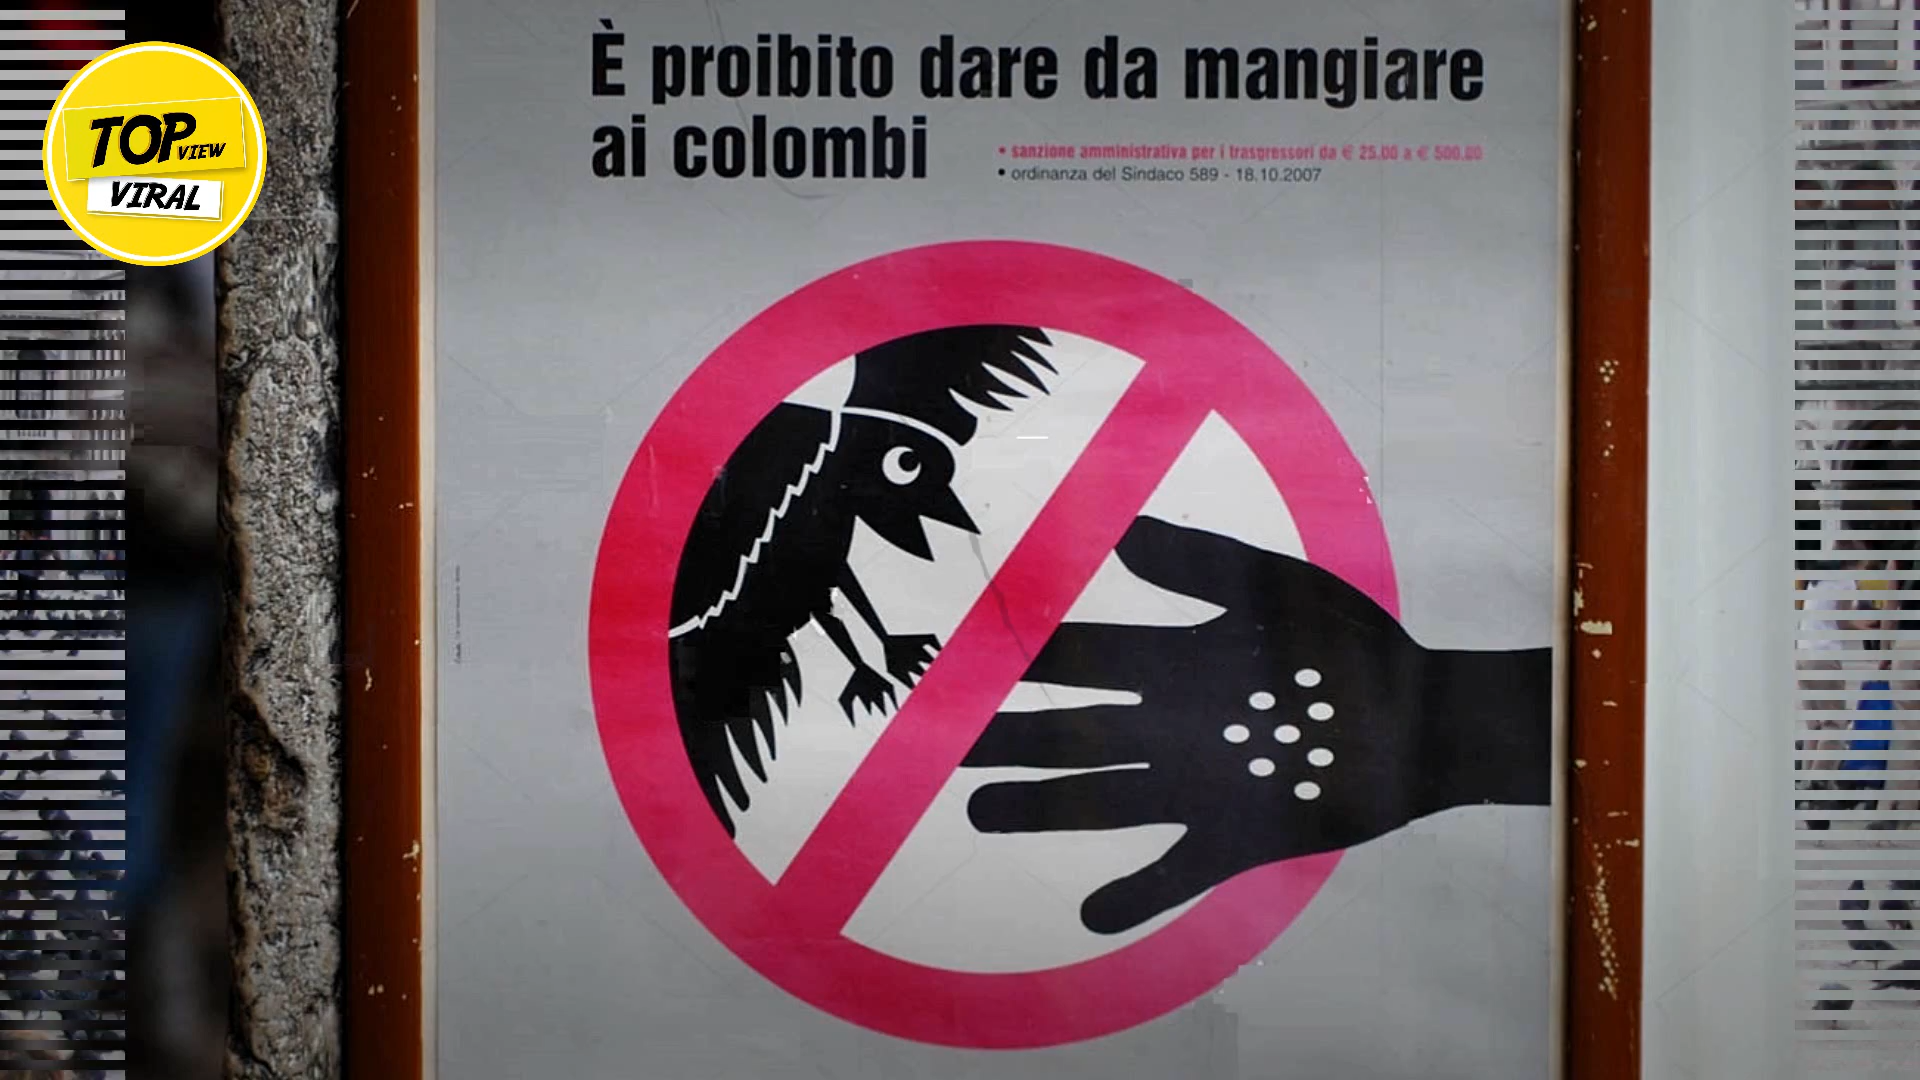 È proibito dare da mangiare
ai colombi
• sanzione amministrativa per i trasgressori da € 25.00 a € 500.00
• ordinanza del Sindaco 589 - 18.10.2007
TOP VIEW
VIRAL